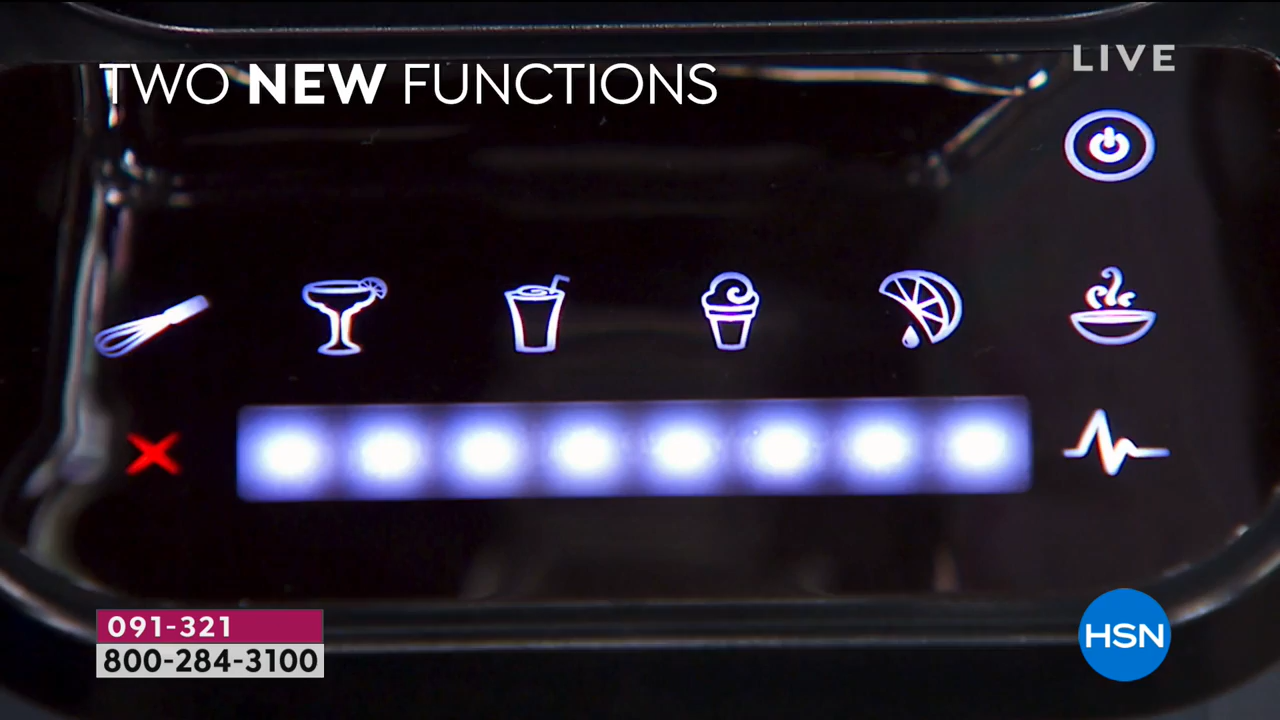 TWO NEW FUNCTIONS
LIVE
091-321
800-284-3100
HSN